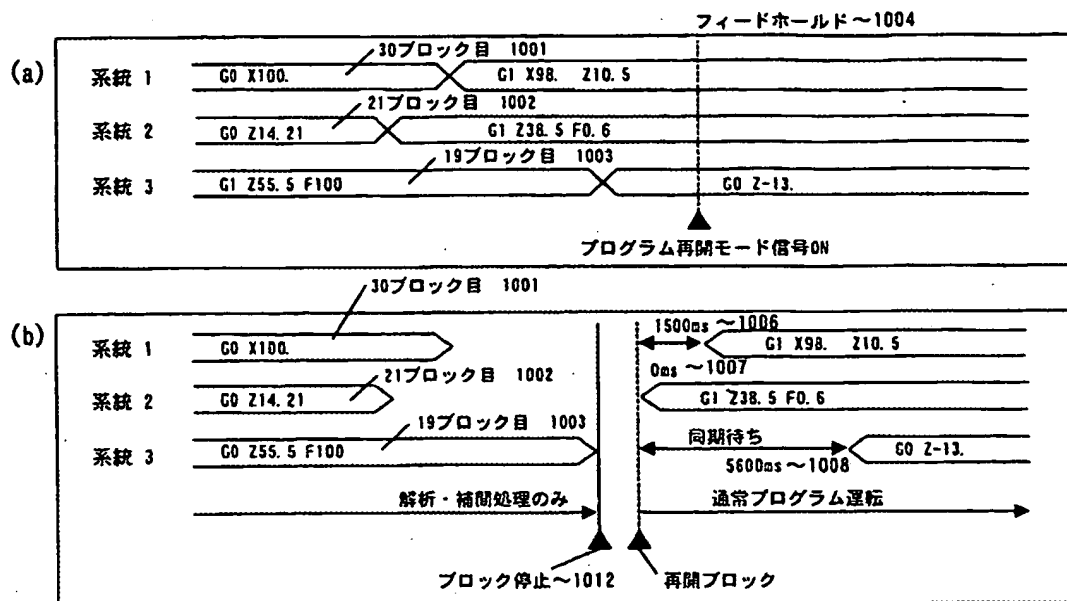 フィードホールド~1004
(a)
30ブロック目 1001
系統 1
G0 X100.
G1 X98. Z10.5
21ブロック目 1002
系統 2
G0 Z14.21
G1 Z38.5 F0.6
19ブロック目 1003
系統 3
G1 Z55.5 F100
G0 Z-13.
プログラム再開モード信号ON
30ブロック目 1001
(b)
1500ms ~1006
系統 1
G0 X100.
G1 X98. Z10.5
21ブロック目 1002
0ms ~1007
系統 2
G0 Z14.21
G1 Z38.5 F0.6
19ブロック目 1003
同期待ち
系統 3
G0 Z55.5 F100
5600ms~1008
G0 Z-13.
解析・補間処理のみ
通常プログラム運転
ブロック停止~1012
再開ブロック